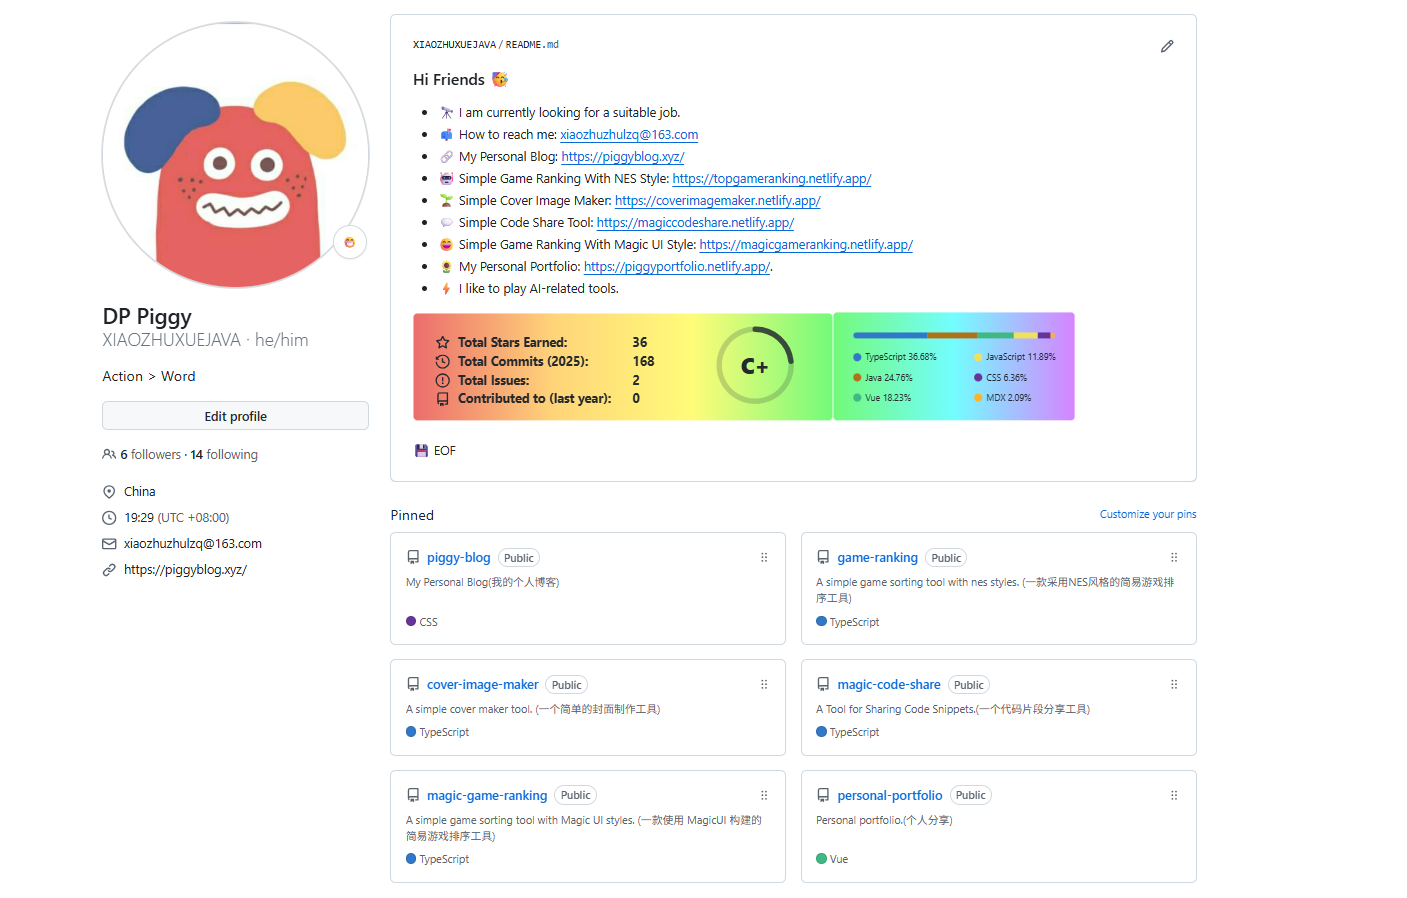 DP Piggy
XIAOZHUXUEJAVA · he/him
Action > Word
Edit profile
6 followers · 14 following
China
19:29 (UTC +08:00)
xiaozhuzhulzq@163.com
https://piggyblog.xyz/
XIAOZHUXUEJAVA / README.md
Hi Friends 🥳
🔭 I am currently looking for a suitable job.
📫 How to reach me: xiaozhuzhulzq@163.com
🔗 My Personal Blog: https://piggyblog.xyz/
👾 Simple Game Ranking With NES Style: https://topgameranking.netlify.app/
🌱 Simple Cover Image Maker: https://coverimagemaker.netlify.app/
💬 Simple Code Share Tool: https://magiccodeshare.netlify.app/
😄 Simple Game Ranking With Magic UI Style: https://magicgameranking.netlify.app/
🌻 My Personal Portfolio: https://piggyportfolio.netlify.app/.
⚡ I like to play AI-related tools.
Total Stars Earned: 36
Total Commits (2025): 168
Total Issues: 2
Contributed to (last year): 0
C+
TypeScript 36.68%
Java 24.76%
Vue 18.23%
JavaScript 11.89%
CSS 6.36%
MDX 2.09%
💾 EOF
Pinned
Customize your pins
piggy-blog Public
My Personal Blog(我的个人博客)
CSS
game-ranking Public
A simple game sorting tool with nes styles. (一款采用NES风格的简易游戏排
序工具)
TypeScript
cover-image-maker Public
A simple cover maker tool. (一个简单的封面制作工具)
TypeScript
magic-code-share Public
A Tool for Sharing Code Snippets.(一个代码片段分享工具)
TypeScript
magic-game-ranking Public
A simple game sorting tool with Magic UI styles. (一款使用 MagicUI 构建的
简易游戏排序工具)
TypeScript
personal-portfolio Public
Personal portfolio.(个人分享)
Vue